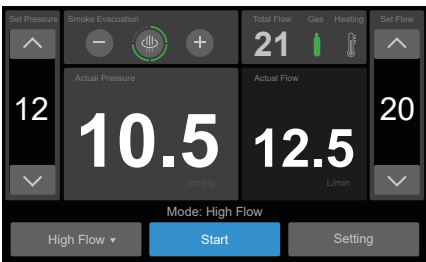 Set Pressure
12
Smoke Evacuation
Total Flow Gas Heating
21
Set Flow
20
Actual Pressure
10.5
mmHg
Actual Flow
12.5
L/min
Mode: High Flow
High Flow ▾
Start
Setting